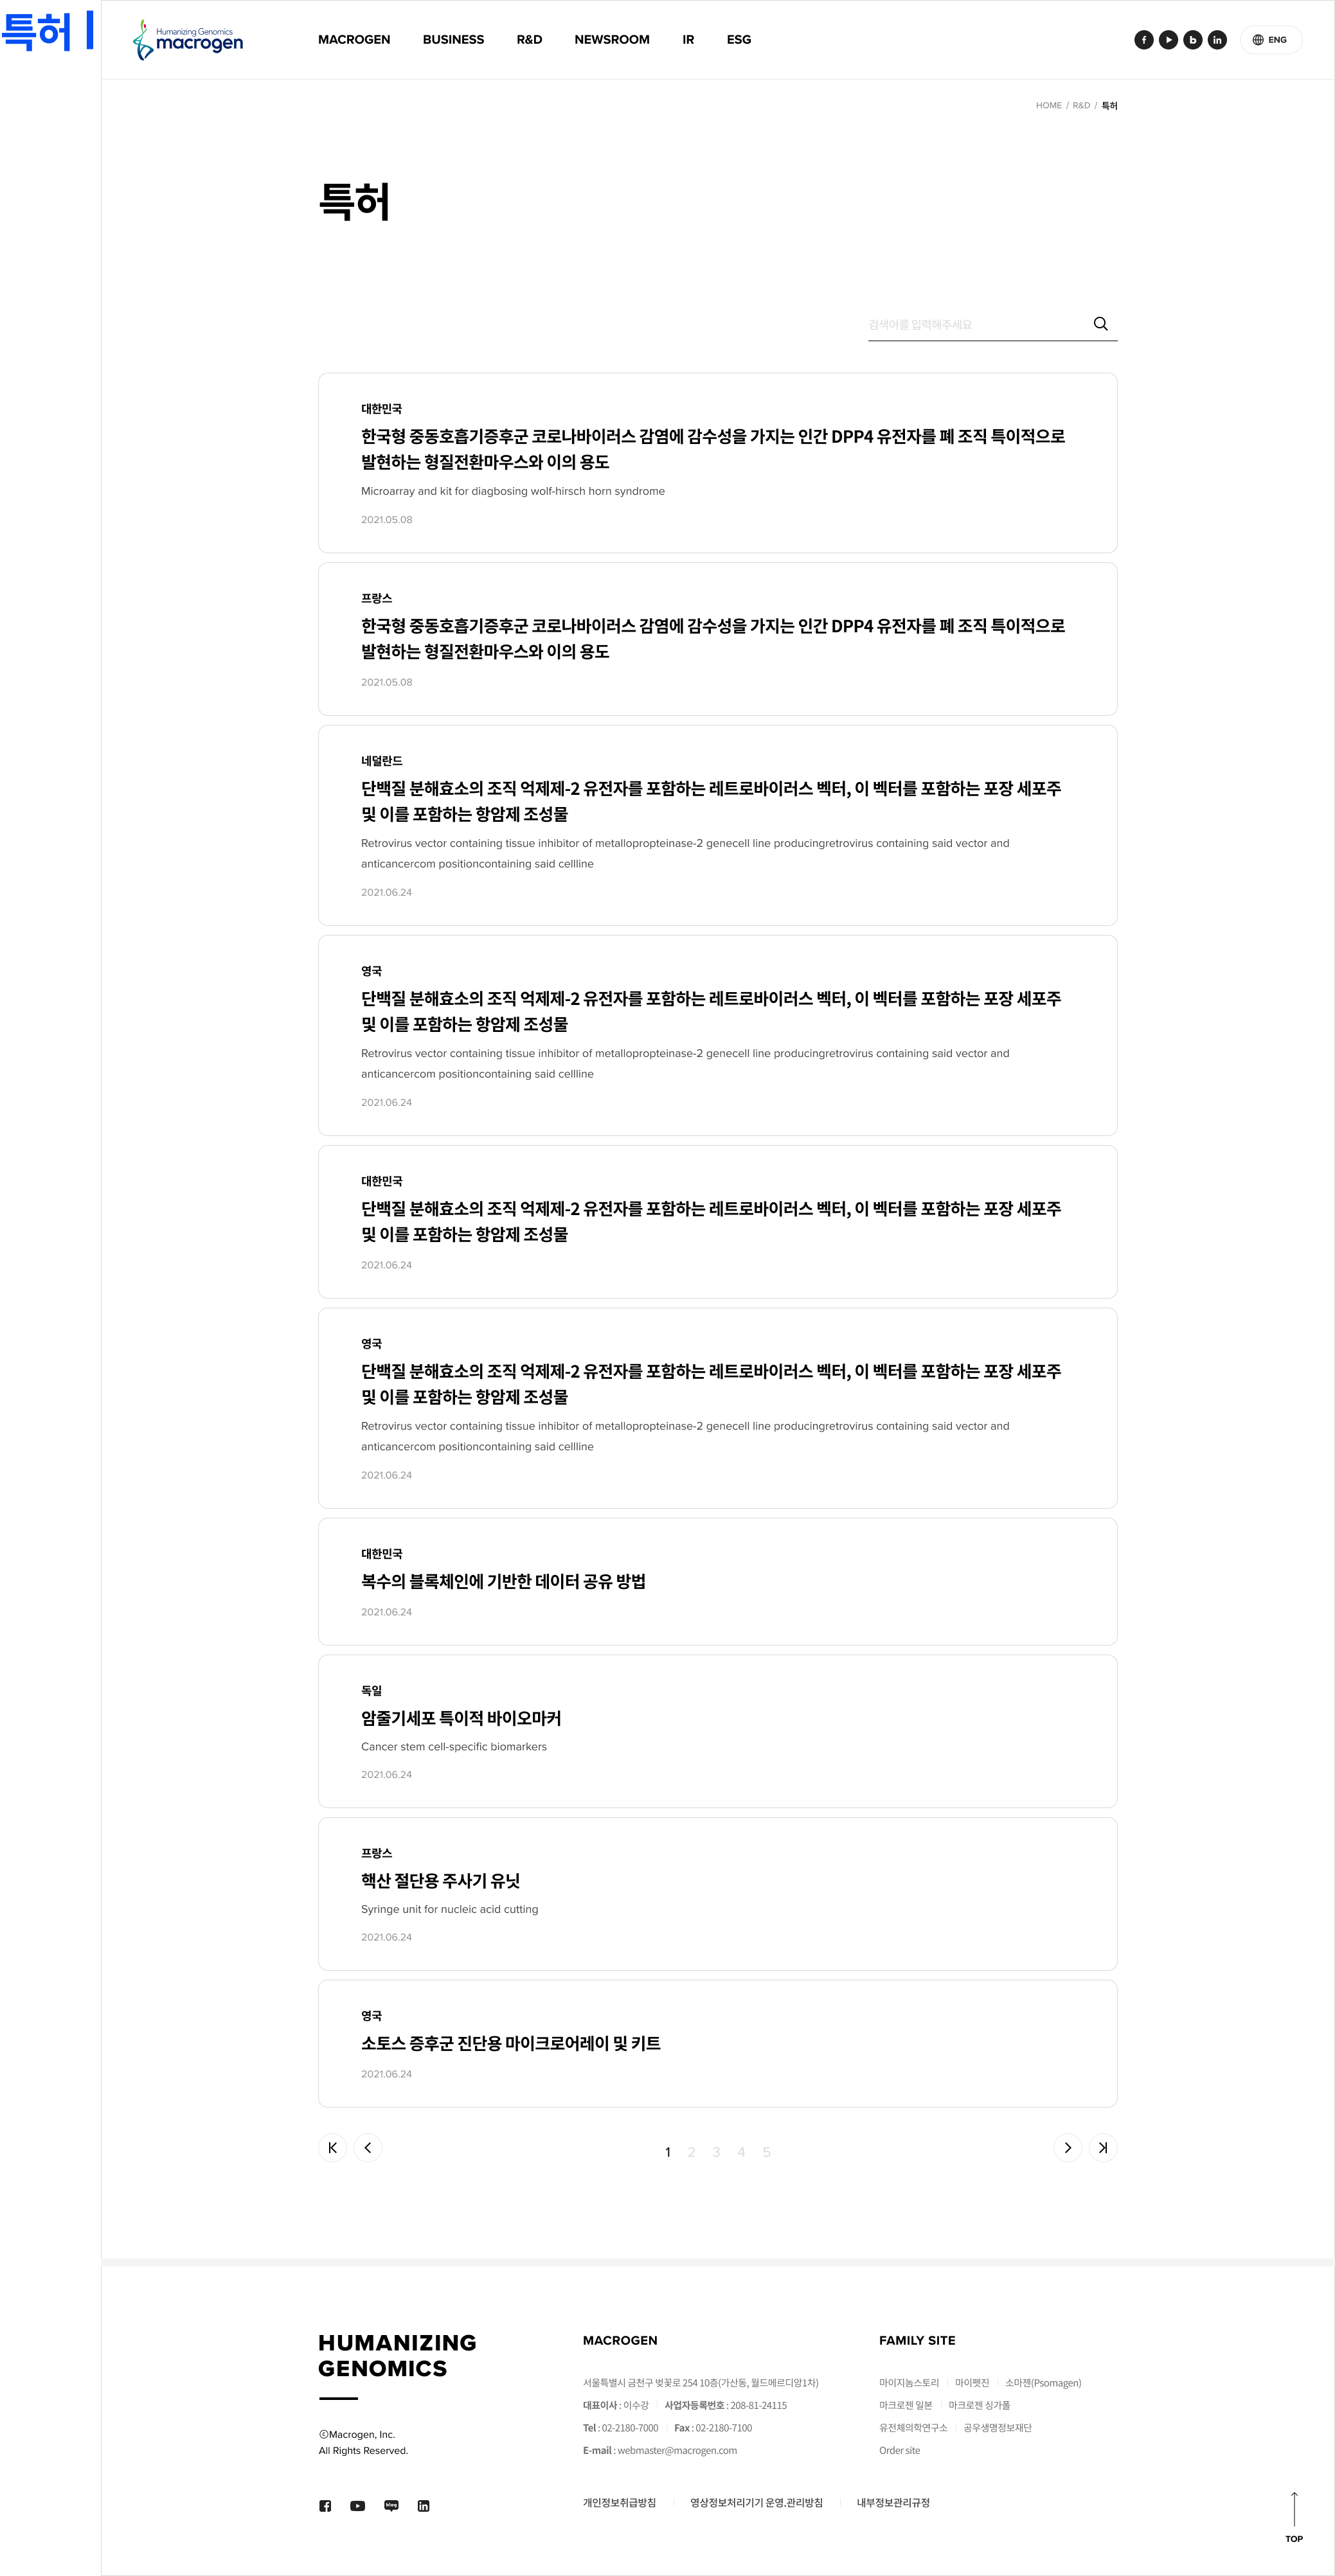 특허
Humanizing Genomics
macrogen
MACROGEN BUSINESS R&D NEWSROOM IR ESG
ENG
HOME / R&D / 특허
특허
검색어를 입력해주세요
대한민국
한국형 중동호흡기증후군 코로나바이러스 감염에 감수성을 가지는 인간 DPP4 유전자를 폐 조직 특이적으로
발현하는 형질전환마우스와 이의 용도
Microarray and kit for diagbosing wolf-hirsch horn syndrome
2021.05.08
프랑스
한국형 중동호흡기증후군 코로나바이러스 감염에 감수성을 가지는 인간 DPP4 유전자를 폐 조직 특이적으로
발현하는 형질전환마우스와 이의 용도
2021.05.08
네덜란드
단백질 분해효소의 조직 억제제-2 유전자를 포함하는 레트로바이러스 벡터, 이 벡터를 포함하는 포장 세포주
및 이를 포함하는 항암제 조성물
Retrovirus vector containing tissue inhibitor of metallopropteinase-2 genecell line producingretrovirus containing said vector and
anticancercom positioncontaining said cellline
2021.06.24
영국
단백질 분해효소의 조직 억제제-2 유전자를 포함하는 레트로바이러스 벡터, 이 벡터를 포함하는 포장 세포주
및 이를 포함하는 항암제 조성물
Retrovirus vector containing tissue inhibitor of metallopropteinase-2 genecell line producingretrovirus containing said vector and
anticancercom positioncontaining said cellline
2021.06.24
대한민국
단백질 분해효소의 조직 억제제-2 유전자를 포함하는 레트로바이러스 벡터, 이 벡터를 포함하는 포장 세포주
및 이를 포함하는 항암제 조성물
2021.06.24
영국
단백질 분해효소의 조직 억제제-2 유전자를 포함하는 레트로바이러스 벡터, 이 벡터를 포함하는 포장 세포주
및 이를 포함하는 항암제 조성물
Retrovirus vector containing tissue inhibitor of metallopropteinase-2 genecell line producingretrovirus containing said vector and
anticancercom positioncontaining said cellline
2021.06.24
대한민국
복수의 블록체인에 기반한 데이터 공유 방법
2021.06.24
독일
암줄기세포 특이적 바이오마커
Cancer stem cell-specific biomarkers
2021.06.24
프랑스
핵산 절단용 주사기 유닛
Syringe unit for nucleic acid cutting
2021.06.24
영국
소토스 증후군 진단용 마이크로어레이 및 키트
2021.06.24
1 2 3 4 5
HUMANIZING
GENOMICS
©Macrogen, Inc.
All Rights Reserved.
blog
MACROGEN
서울특별시 금천구 벚꽃로 254 10층(가산동, 월드메르디앙1차)
대표이사 : 이수강 사업자등록번호 : 208-81-24115
Tel : 02-2180-7000 Fax : 02-2180-7100
E-mail : webmaster@macrogen.com
FAMILY SITE
마이지놈스토리 마이펫진 소마젠(Psomagen)
마크로젠 일본 마크로젠 싱가폴
유전체의학연구소 공우생명정보재단
Order site
개인정보취급방침 영상정보처리기기 운영.관리방침 내부정보관리규정
TOP